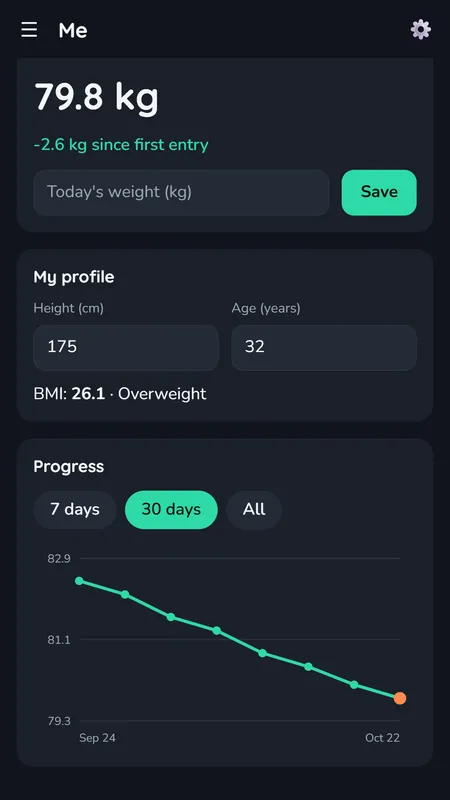 Me
79.8 kg
-2.6 kg since first entry
Today's weight (kg)
Save
My profile
Height (cm)
Age (years)
175
32
BMI: 26.1 · Overweight
Progress
7 days
30 days
All
82.9
81.1
79.3
Sep 24
Oct 22